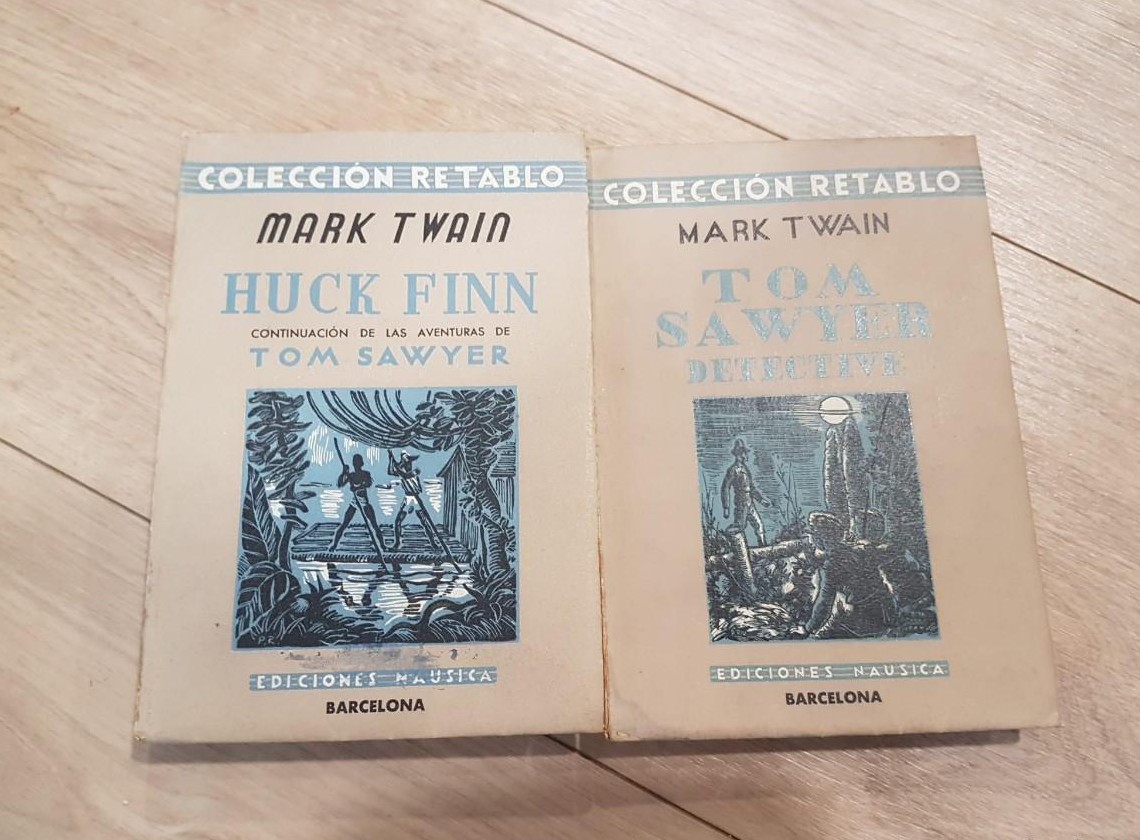 COLECCIÓN RETABLO
MARK TWAIN
HUCK FINN
CONTINUACIÓN DE LAS AVENTURAS DE
TOM SAWYER
P.R.
EDICIONES NAUSICA
BARCELONA
COLECCIÓN RETABLO
MARK TWAIN
TOM
SAWYER
DETECTIVE
EDICIONES NAUSICA
BARCELONA